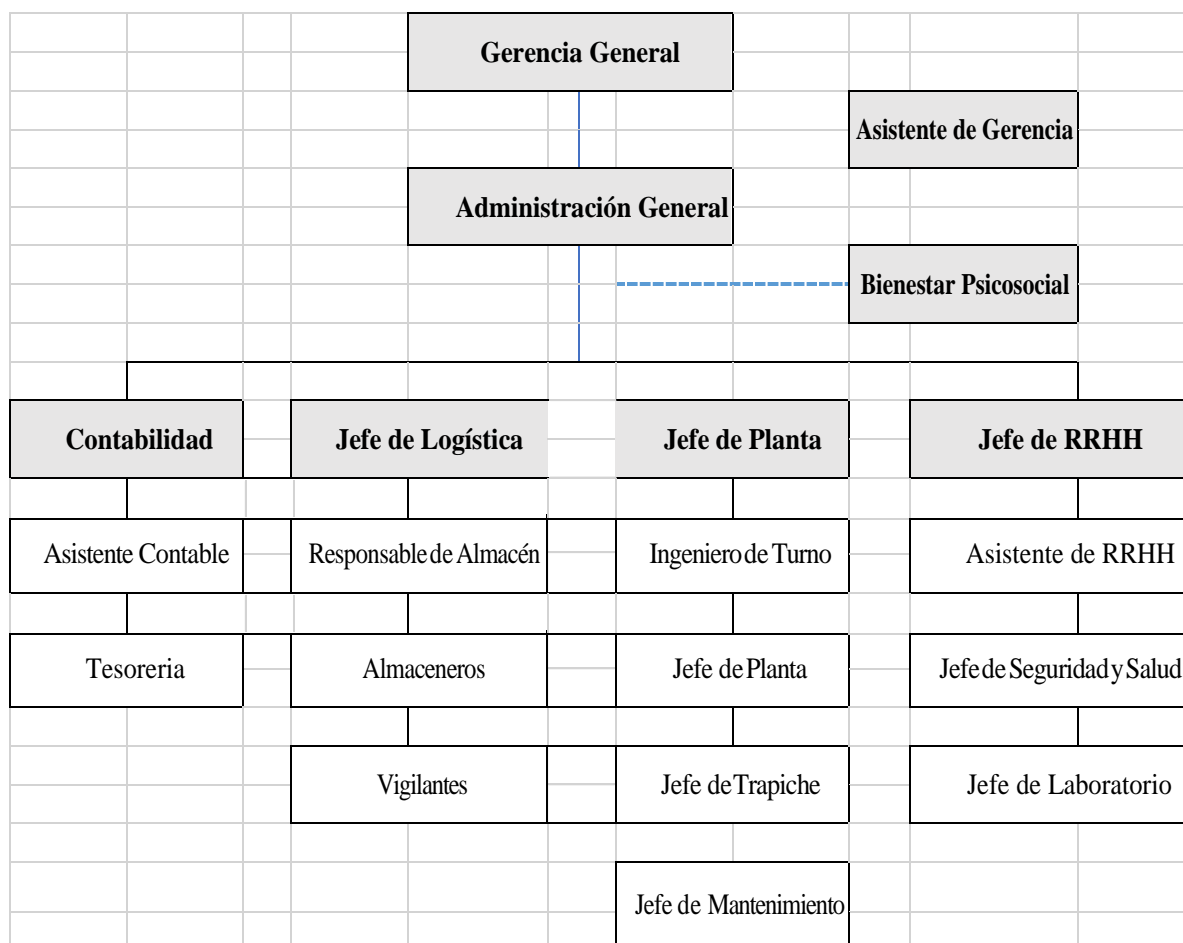 Gerencia General
Asistente de Gerencia
Administración General
Bienestar Psicosocial
Contabilidad
Jefe de Logística
Jefe de Planta
Jefe de RRHH
Asistente Contable
Responsable de Almacén
Ingeniero de Turno
Asistente de RRHH
Tesoreria
Almaceneros
Jefe de Planta
Jefe de Seguridad y Salud
Vigilantes
Jefe de Trapiche
Jefe de Laboratorio
Jefe de Mantenimiento